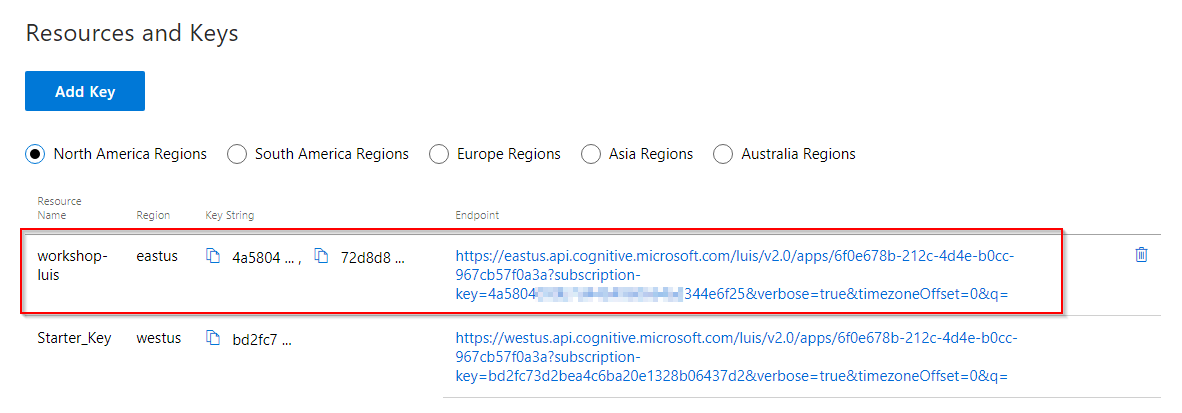 Resources and Keys
Add Key
North America Regions South America Regions Europe Regions Asia Regions Australia Regions
Resource
Name Region Key String Endpoint
workshop-
luis eastus 4a5804 ... , 72d8d8 ... https://eastus.api.cognitive.microsoft.com/luis/v2.0/apps/6f0e678b-212c-4d4e-b0cc-
967cb57f0a3a?subscription-
key=4a5804 344e6f25&verbose=true&timezoneOffset=0&q=
Starter_Key westus bd2fc7 ... https://westus.api.cognitive.microsoft.com/luis/v2.0/apps/6f0e678b-212c-4d4e-b0cc-
967cb57f0a3a?subscription-
key=bd2fc73d2bea4c6ba20e1328b06437d2&verbose=true&timezoneOffset=0&q=